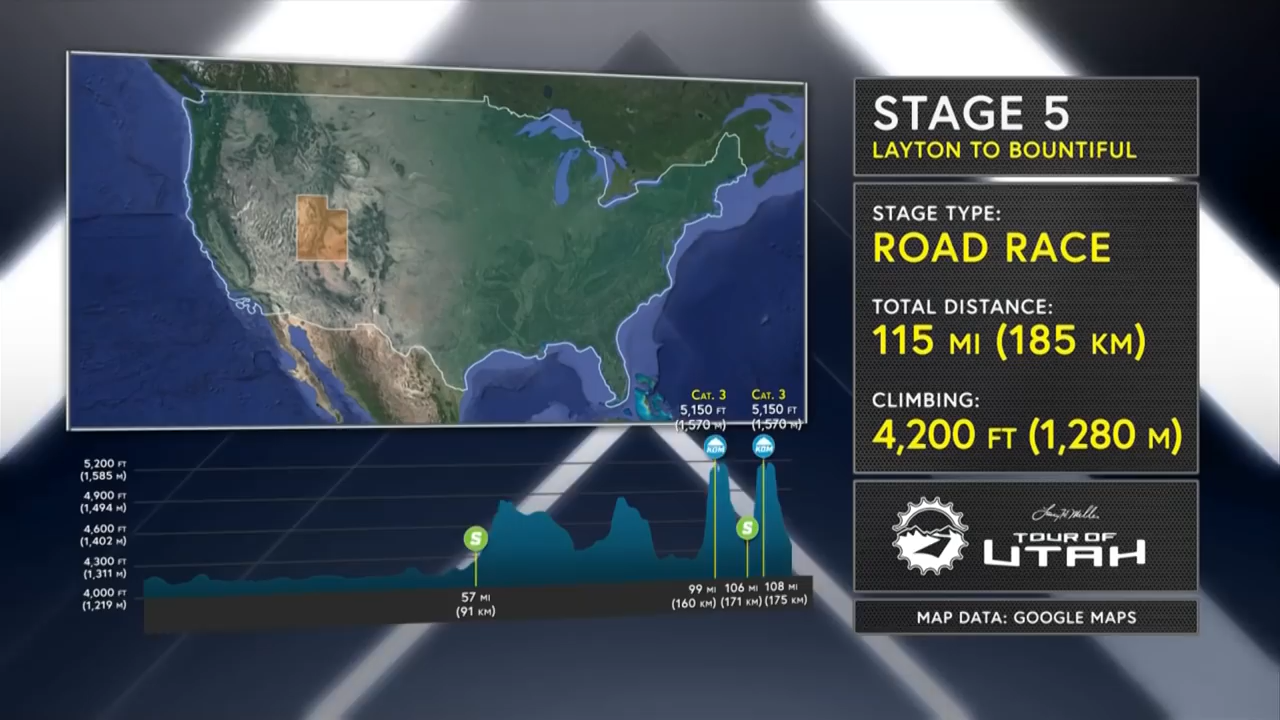 STAGE 5
LAYTON TO BOUNTIFUL
STAGE TYPE:
ROAD RACE
TOTAL DISTANCE:
115 MI (185 KM)
CLIMBING:
4,200 FT (1,280 M)
Larry H. Miller
TOUR OF
UTAH
MAP DATA: GOOGLE MAPS
CAT. 3
5,150 FT
(1,570 M)
KOM
CAT. 3
5,150 FT
(1,570 M)
KOM
5,200 FT
(1,585 M)
4,900 FT
(1,494 M)
4,600 FT
(1,402 M)
4,300 FT
(1,311 M)
4,000 FT
(1,219 M)
S
57 MI
(91 KM)
99 MI
(160 KM)
S
106 MI
(171 KM)
108 MI
(175 KM)